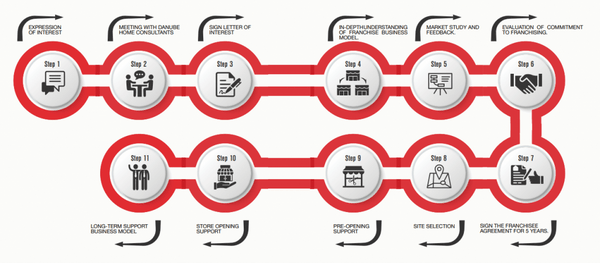 EXPRESSION
OF INTEREST
MEETING WITH DANUBE
HOME CONSULTANTS
SIGN LETTER OF
INTEREST
IN-DEPTHUNDERSTANDING
OF FRANCHISE BUSINESS
MODEL.
MARKET STUDY AND
FEEDBACK.
EVALUATION OF COMMITMENT
TO FRANCHISING.
Step 1
Step 2
Step 3
Step 4
Step 5
Step 6
Step 11
Step 10
Step 9
Step 8
Step 7
LONG-TERM SUPPORT
BUSINESS MODEL
STORE OPENING
SUPPORT
PRE-OPENING
SUPPORT
SITE SELECTION
SIGN THE FRANCHISEE
AGREEMENT FOR 5 YEARS.